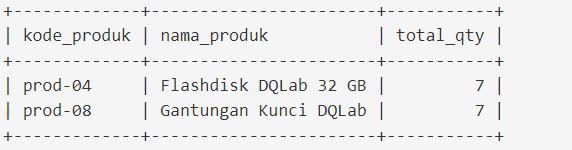 +-------------+----------------------+-----------+
| kode_produk | nama_produk          | total_qty |
+-------------+----------------------+-----------+
| prod-04     | Flashdisk DQLab 32 GB |         7 |
| prod-08     | Gantungan Kunci DQLab |         7 |
+-------------+----------------------+-----------+